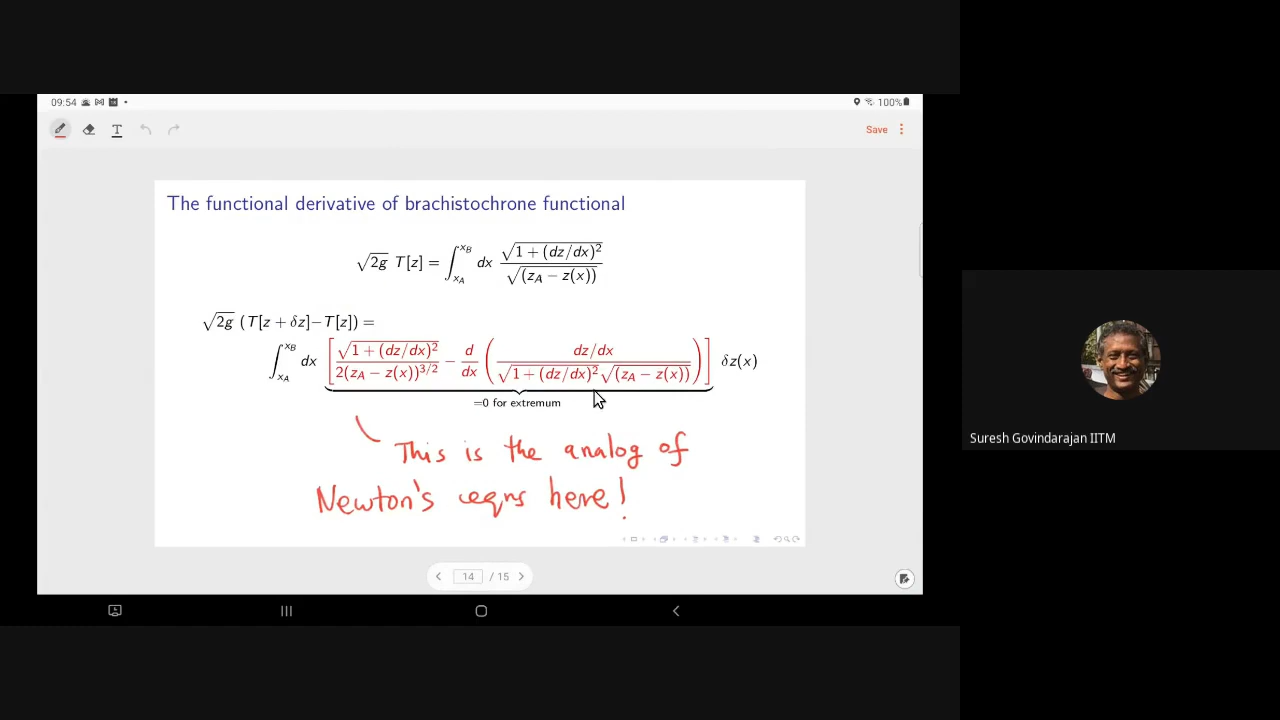 09:54
100%
T
Save
The functional derivative of brachistochrone functional
√2g T[z] = ∫_{x_A}^{x_B} dx √(1 + (dz/dx)²) / √((z_A − z(x)))
√2g (T[z + δz]−T[z]) =
∫_{x_A}^{x_B} dx [ √(1 + (dz/dx)²) / 2(z_A − z(x))^{3/2} − d/dx ( dz/dx / √(1 + (dz/dx)²) √((z_A − z(x))) ) ] δz(x)
=0 for extremum
This is the analog of
Newton's eqns here!
14 / 15
Suresh Govindarajan IITM